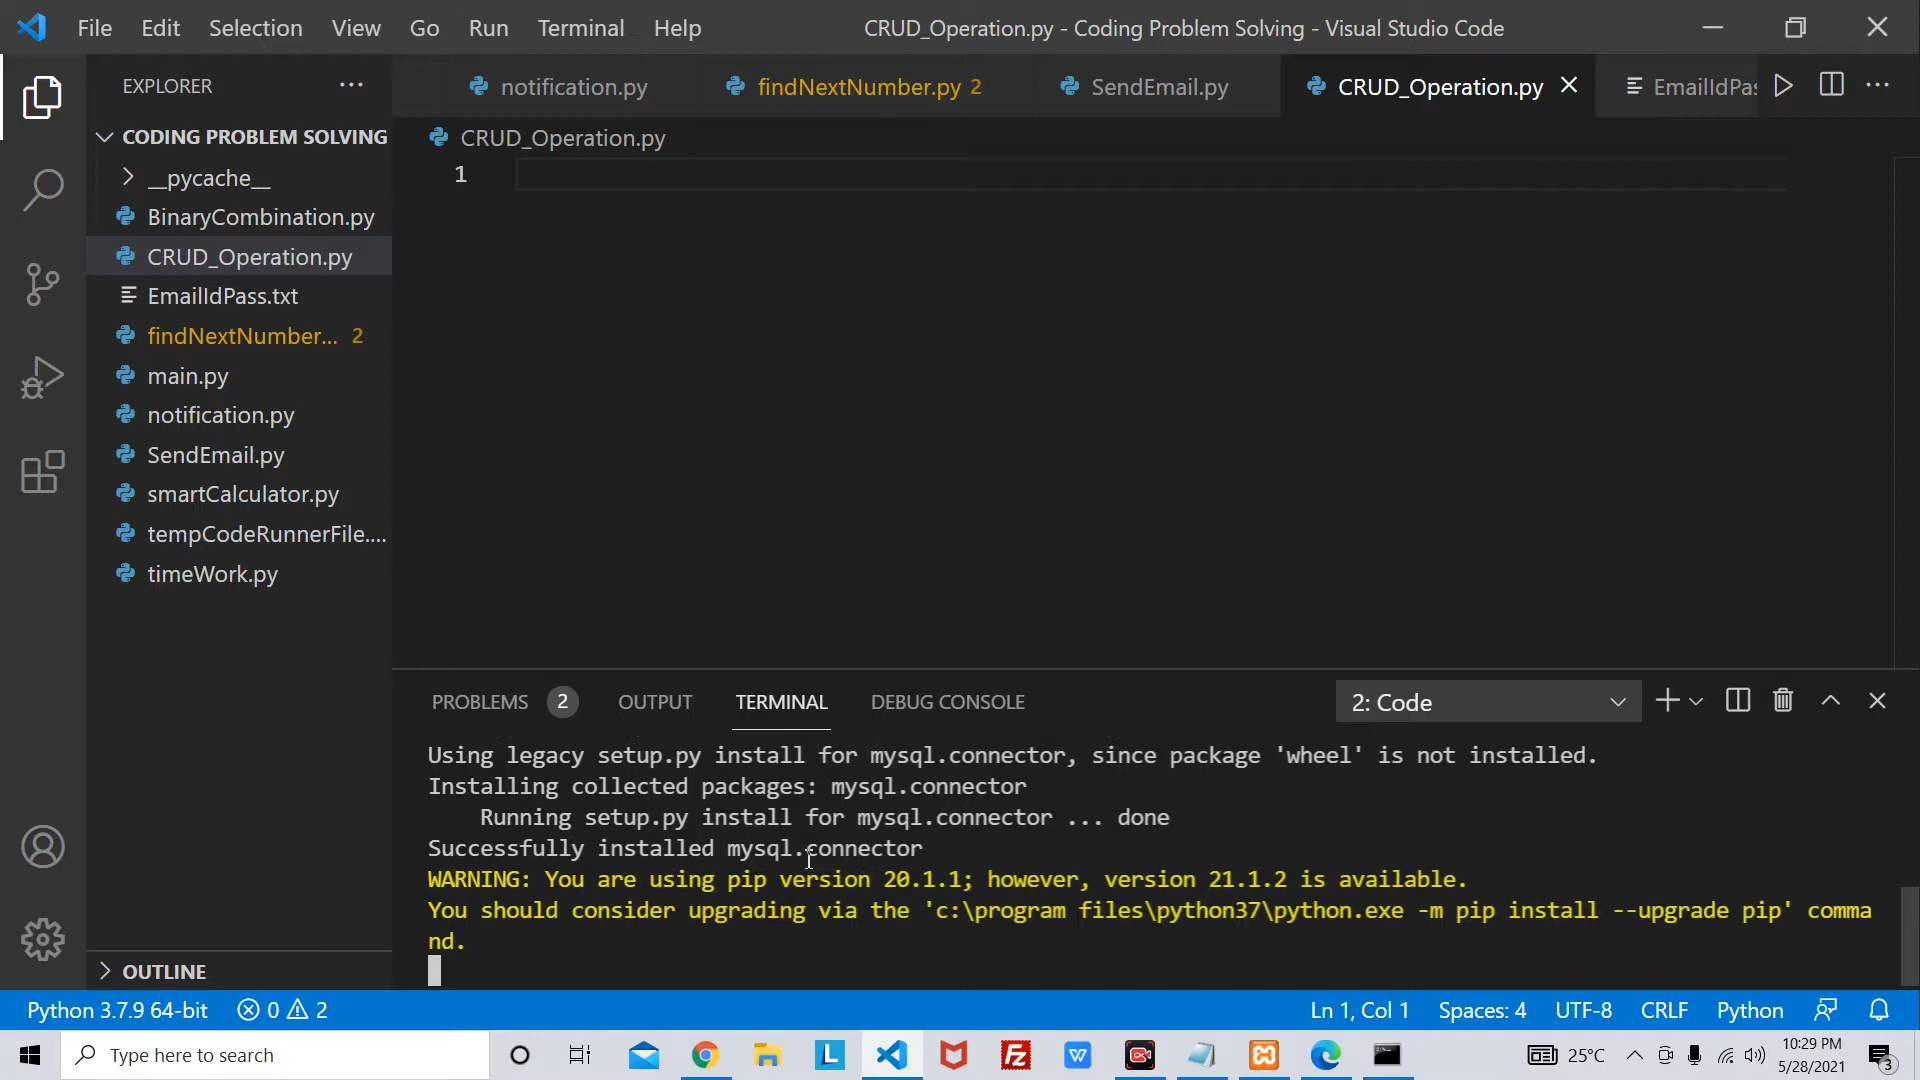 File Edit Selection View Go Run Terminal Help CRUD_Operation.py - Coding Problem Solving - Visual Studio Code
EXPLORER
notification.py findNextNumber.py 2 SendEmail.py CRUD_Operation.py EmailIdPas
CODING PROBLEM SOLVING
CRUD_Operation.py
__pycache__
1
BinaryCombination.py
CRUD_Operation.py
EmailIdPass.txt
findNextNumber... 2
main.py
notification.py
SendEmail.py
smartCalculator.py
tempCodeRunnerFile....
timeWork.py
OUTLINE
PROBLEMS 2 OUTPUT TERMINAL DEBUG CONSOLE 2: Code
Using legacy setup.py install for mysql.connector, since package 'wheel' is not installed.
Installing collected packages: mysql.connector
Running setup.py install for mysql.connector ... done
Successfully installed mysql.connector
WARNING: You are using pip version 20.1.1; however, version 21.1.2 is available.
You should consider upgrading via the 'c:\program files\python37\python.exe -m pip install --upgrade pip' comma
nd.
Python 3.7.9 64-bit 0 2 Ln 1, Col 1 Spaces: 4 UTF-8 CRLF Python
Type here to search
L
W
25°C
10:29 PM
5/28/2021
3